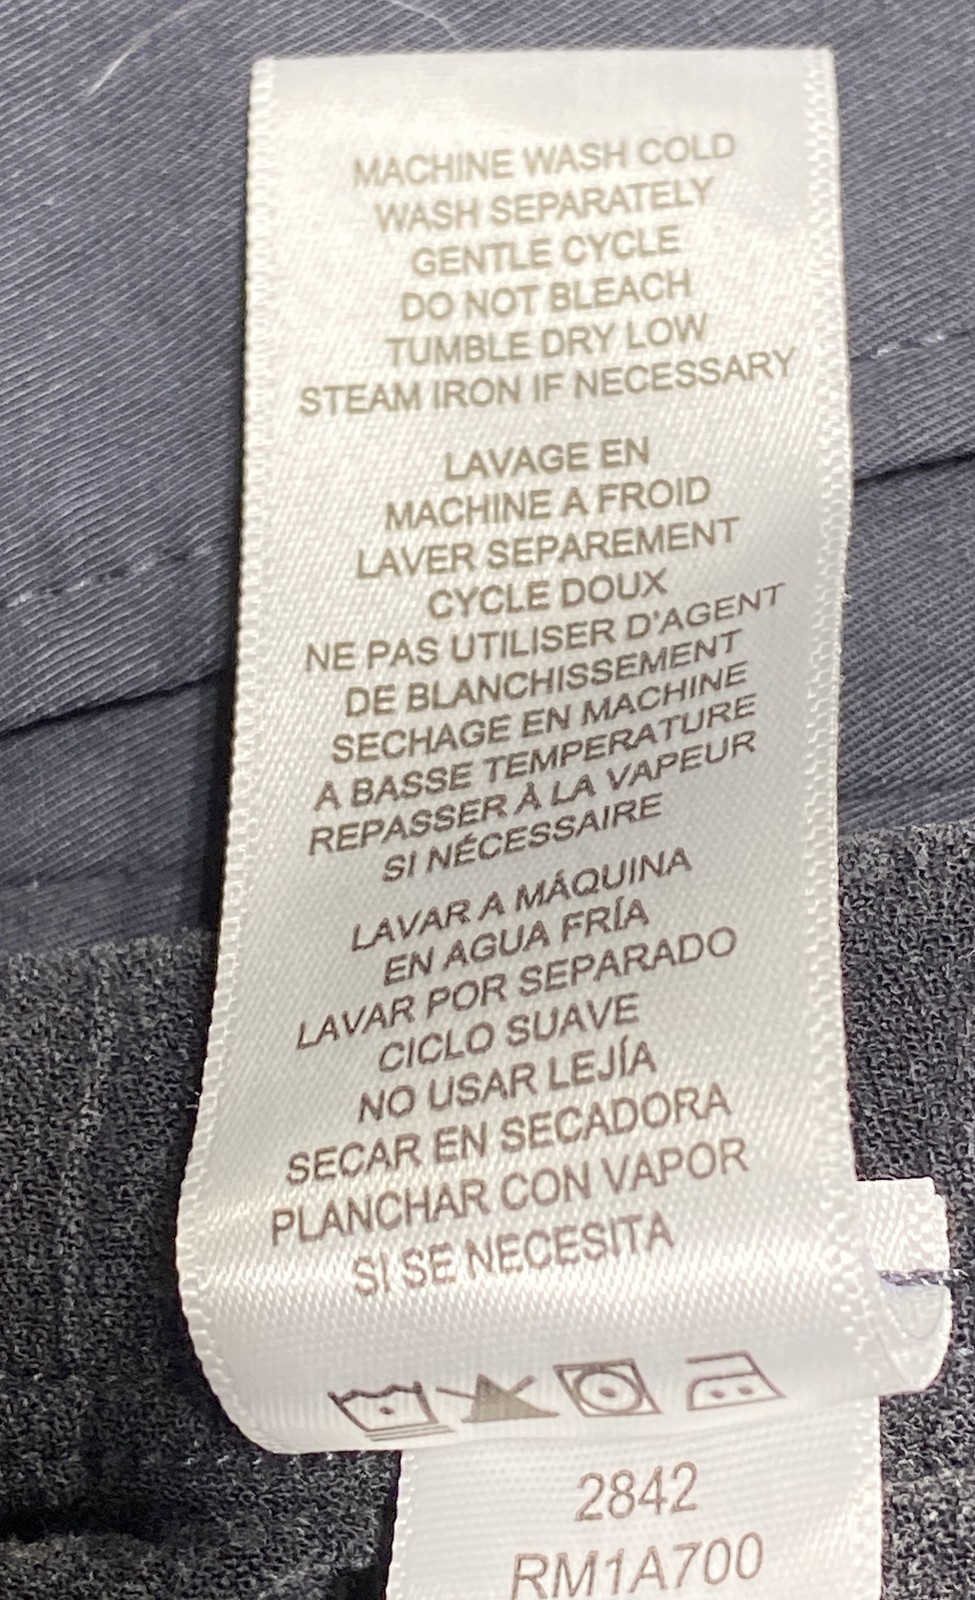 MACHINE WASH COLD
WASH SEPARATELY
GENTLE CYCLE
DO NOT BLEACH
TUMBLE DRY LOW
STEAM IRON IF NECESSARY
LAVAGE EN
MACHINE A FROID
LAVER SEPAREMENT
CYCLE DOUX
NE PAS UTILISER D'AGENT
DE BLANCHISSEMENT
SECHAGE EN MACHINE
A BASSE TEMPERATURE
REPASSER À LA VAPEUR
SI NÉCESSAIRE
LAVAR A MÁQUINA
EN AGUA FRÍA
LAVAR POR SEPARADO
CICLO SUAVE
NO USAR LEJÍA
SECAR EN SECADORA
PLANCHAR CON VAPOR
SI SE NECESITA
2842
RM1A700